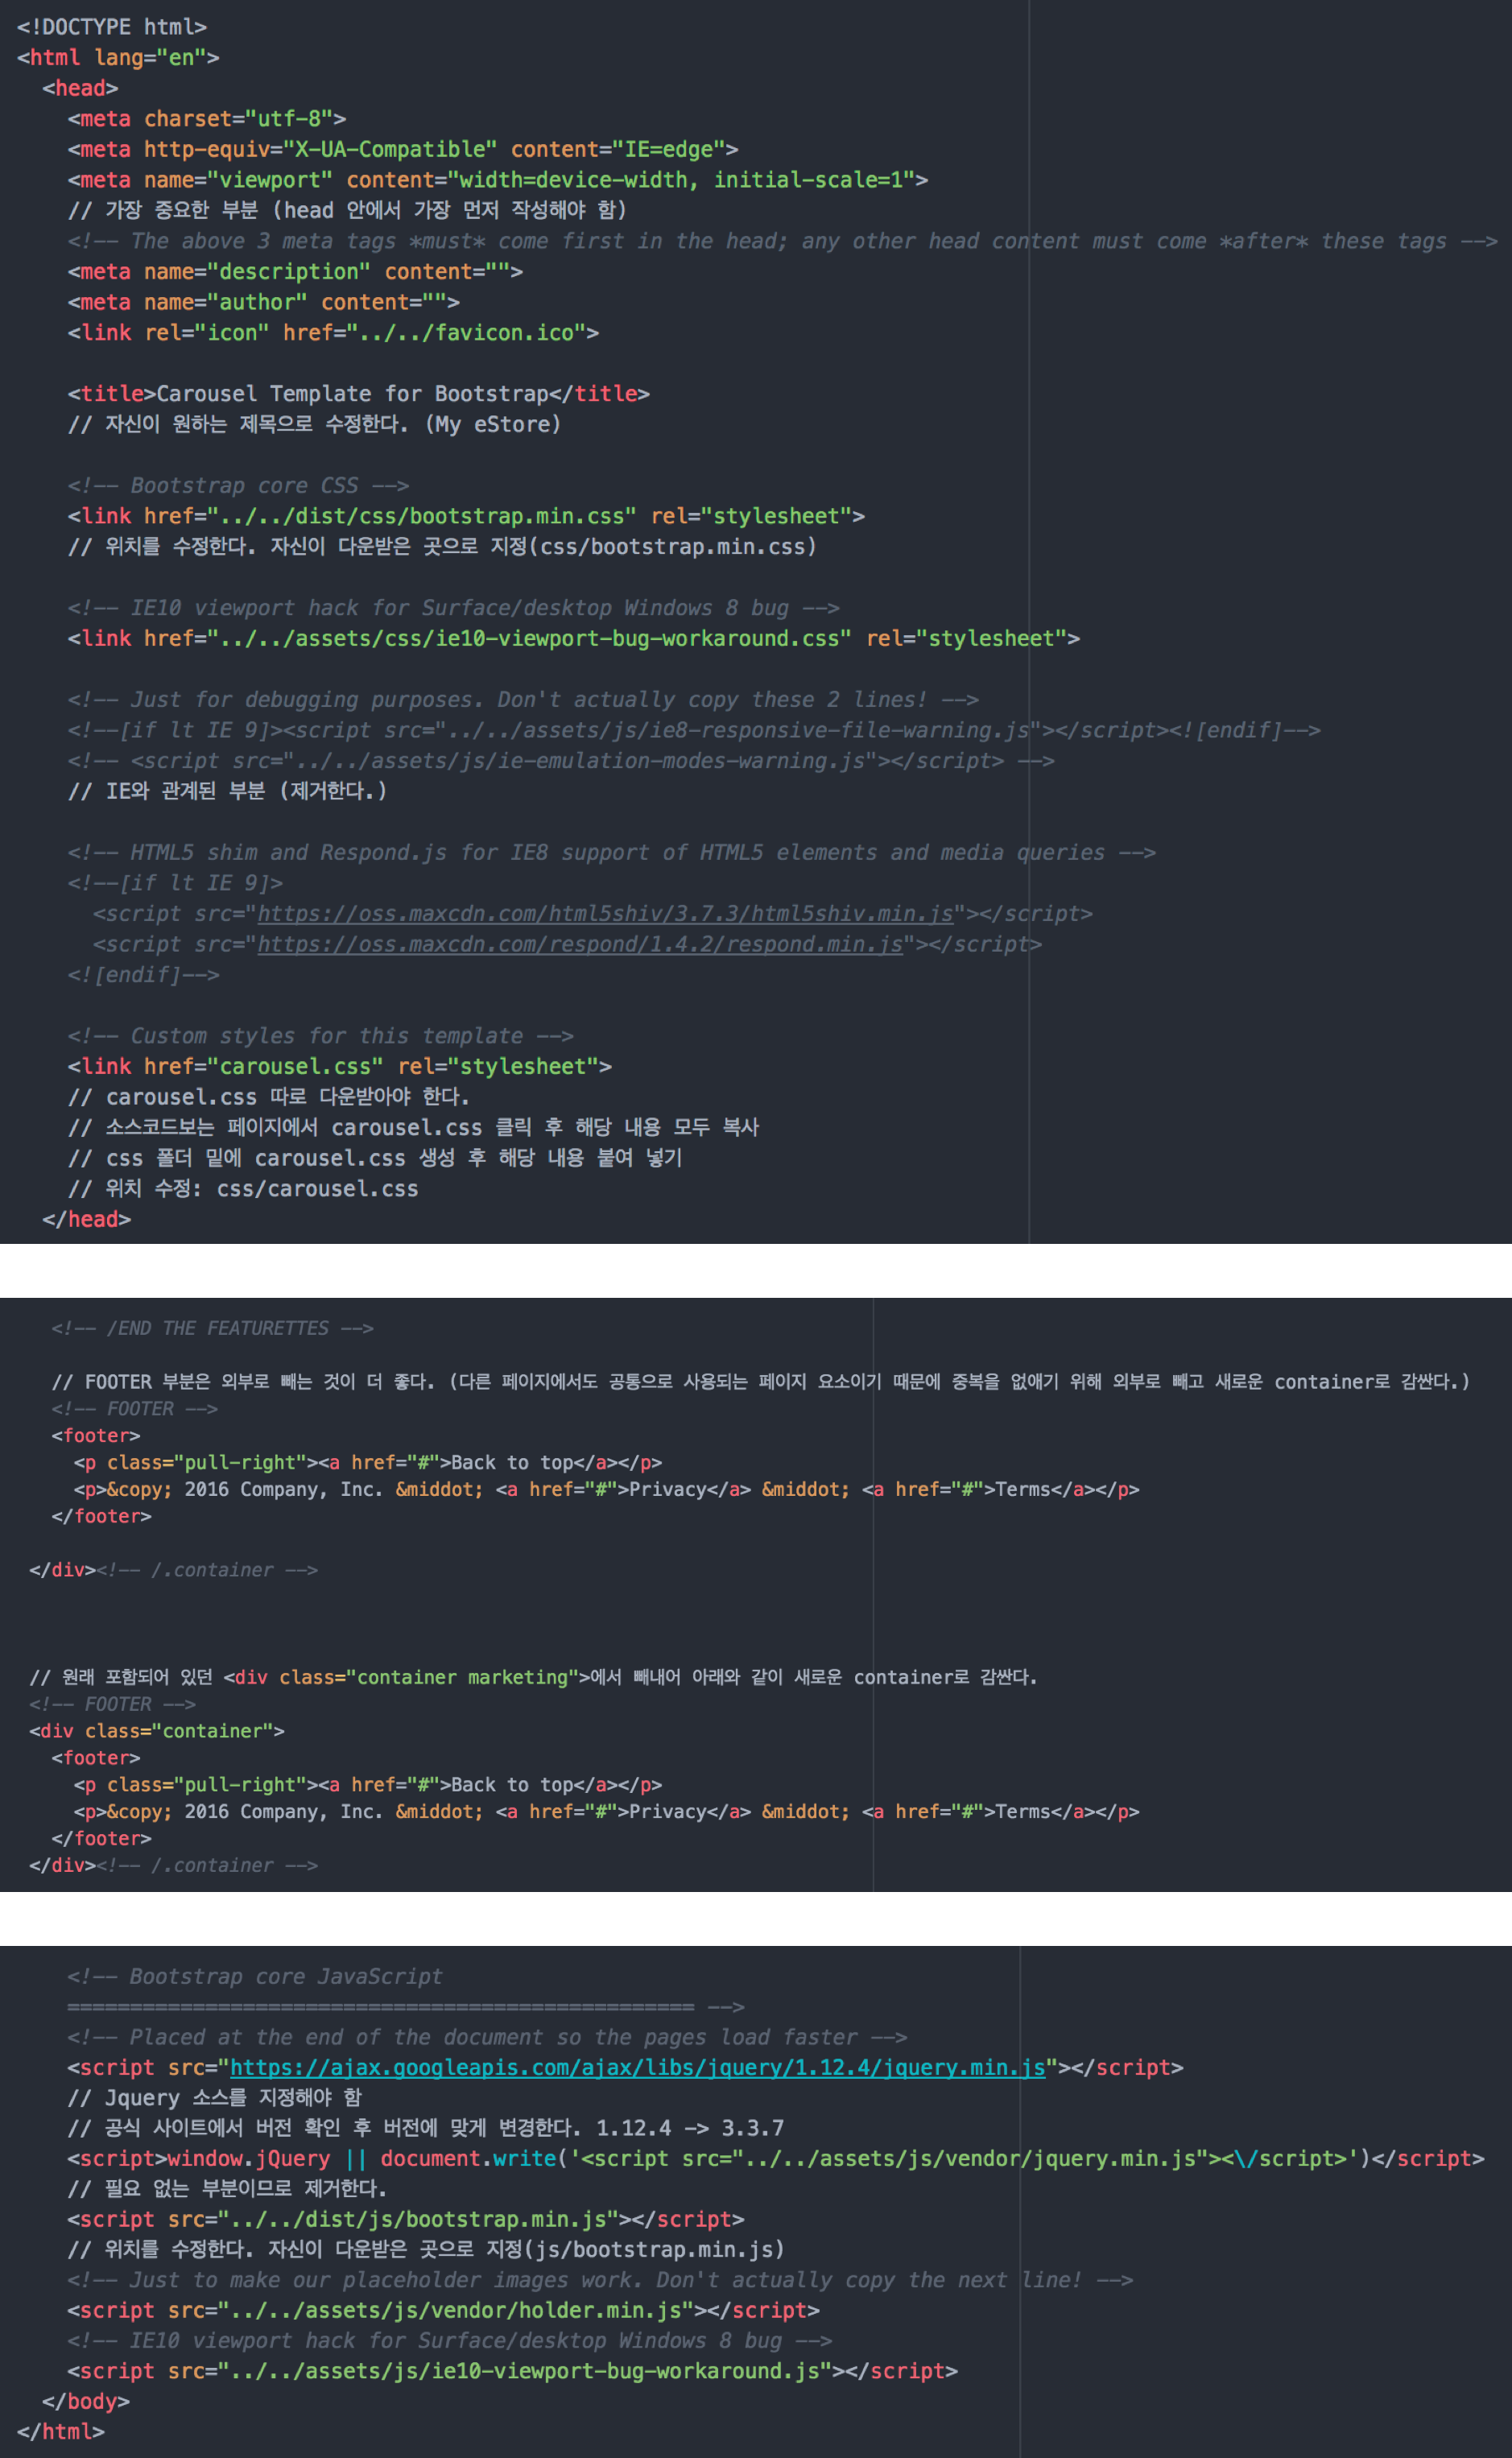 <!DOCTYPE html>
<html lang="en">
<head>
<meta charset="utf-8">
<meta http-equiv="X-UA-Compatible" content="IE=edge">
<meta name="viewport" content="width=device-width, initial-scale=1">
// 가장 중요한 부분 (head 안에서 가장 먼저 작성해야 함)
<!-- The above 3 meta tags *must* come first in the head; any other head content must come *after* these tags -->
<meta name="description" content="">
<meta name="author" content="">
<link rel="icon" href="../../favicon.ico">
<title>Carousel Template for Bootstrap</title>
// 자신이 원하는 제목으로 수정한다. (My eStore)
<!-- Bootstrap core CSS -->
<link href="../../dist/css/bootstrap.min.css" rel="stylesheet">
// 위치를 수정한다. 자신이 다운받은 곳으로 지정(css/bootstrap.min.css)
<!-- IE10 viewport hack for Surface/desktop Windows 8 bug -->
<link href="../../assets/css/ie10-viewport-bug-workaround.css" rel="stylesheet">
<!-- Just for debugging purposes. Don't actually copy these 2 lines! -->
<!--[if lt IE 9]><script src="../../assets/js/ie8-responsive-file-warning.js"></script><![endif]-->
<!-- <script src="../../assets/js/ie-emulation-modes-warning.js"></script> -->
// IE와 관계된 부분 (제거한다.)
<!-- HTML5 shim and Respond.js for IE8 support of HTML5 elements and media queries -->
<!--[if lt IE 9]>
<script src="https://oss.maxcdn.com/html5shiv/3.7.3/html5shiv.min.js"></script>
<script src="https://oss.maxcdn.com/respond/1.4.2/respond.min.js"></script>
<![endif]-->
<!-- Custom styles for this template -->
<link href="carousel.css" rel="stylesheet">
// carousel.css 따로 다운받아야 한다.
// 소스코드보는 페이지에서 carousel.css 클릭 후 해당 내용 모두 복사
// css 폴더 밑에 carousel.css 생성 후 해당 내용 붙여 넣기
// 위치 수정: css/carousel.css
</head>
<!-- /END THE FEATURETTES -->
// FOOTER 부분은 외부로 빼는 것이 더 좋다. (다른 페이지에서도 공통으로 사용되는 페이지 요소이기 때문에 중복을 없애기 위해 외부로 빼고 새로운 container로 감싼다.)
<!-- FOOTER -->
<footer>
<p class="pull-right"><a href="#">Back to top</a></p>
<p>&copy; 2016 Company, Inc. &middot; <a href="#">Privacy</a> &middot; <a href="#">Terms</a></p>
</footer>
</div><!-- /.container -->
// 원래 포함되어 있던 <div class="container marketing">에서 빼내어 아래와 같이 새로운 container로 감싼다.
<!-- FOOTER -->
<div class="container">
<footer>
<p class="pull-right"><a href="#">Back to top</a></p>
<p>&copy; 2016 Company, Inc. &middot; <a href="#">Privacy</a> &middot; <a href="#">Terms</a></p>
</footer>
</div><!-- /.container -->
<!-- Bootstrap core JavaScript
================================================== -->
<!-- Placed at the end of the document so the pages load faster -->
<script src="https://ajax.googleapis.com/ajax/libs/jquery/1.12.4/jquery.min.js"></script>
// Jquery 소스를 지정해야 함
// 공식 사이트에서 버전 확인 후 버전에 맞게 변경한다. 1.12.4 -> 3.3.7
<script>window.jQuery || document.write('<script src="../../assets/js/vendor/jquery.min.js"><\/script>')</script>
// 필요 없는 부분이므로 제거한다.
<script src="../../dist/js/bootstrap.min.js"></script>
// 위치를 수정한다. 자신이 다운받은 곳으로 지정(js/bootstrap.min.js)
<!-- Just to make our placeholder images work. Don't actually copy the next line! -->
<script src="../../assets/js/vendor/holder.min.js"></script>
<!-- IE10 viewport hack for Surface/desktop Windows 8 bug -->
<script src="../../assets/js/ie10-viewport-bug-workaround.js"></script>
</body>
</html>